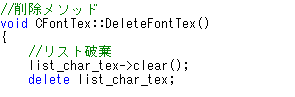 //削除メソッド
void CFontTex::DeleteFontTex()
{
//リスト破棄
list_char_tex->clear();
delete list_char_tex;